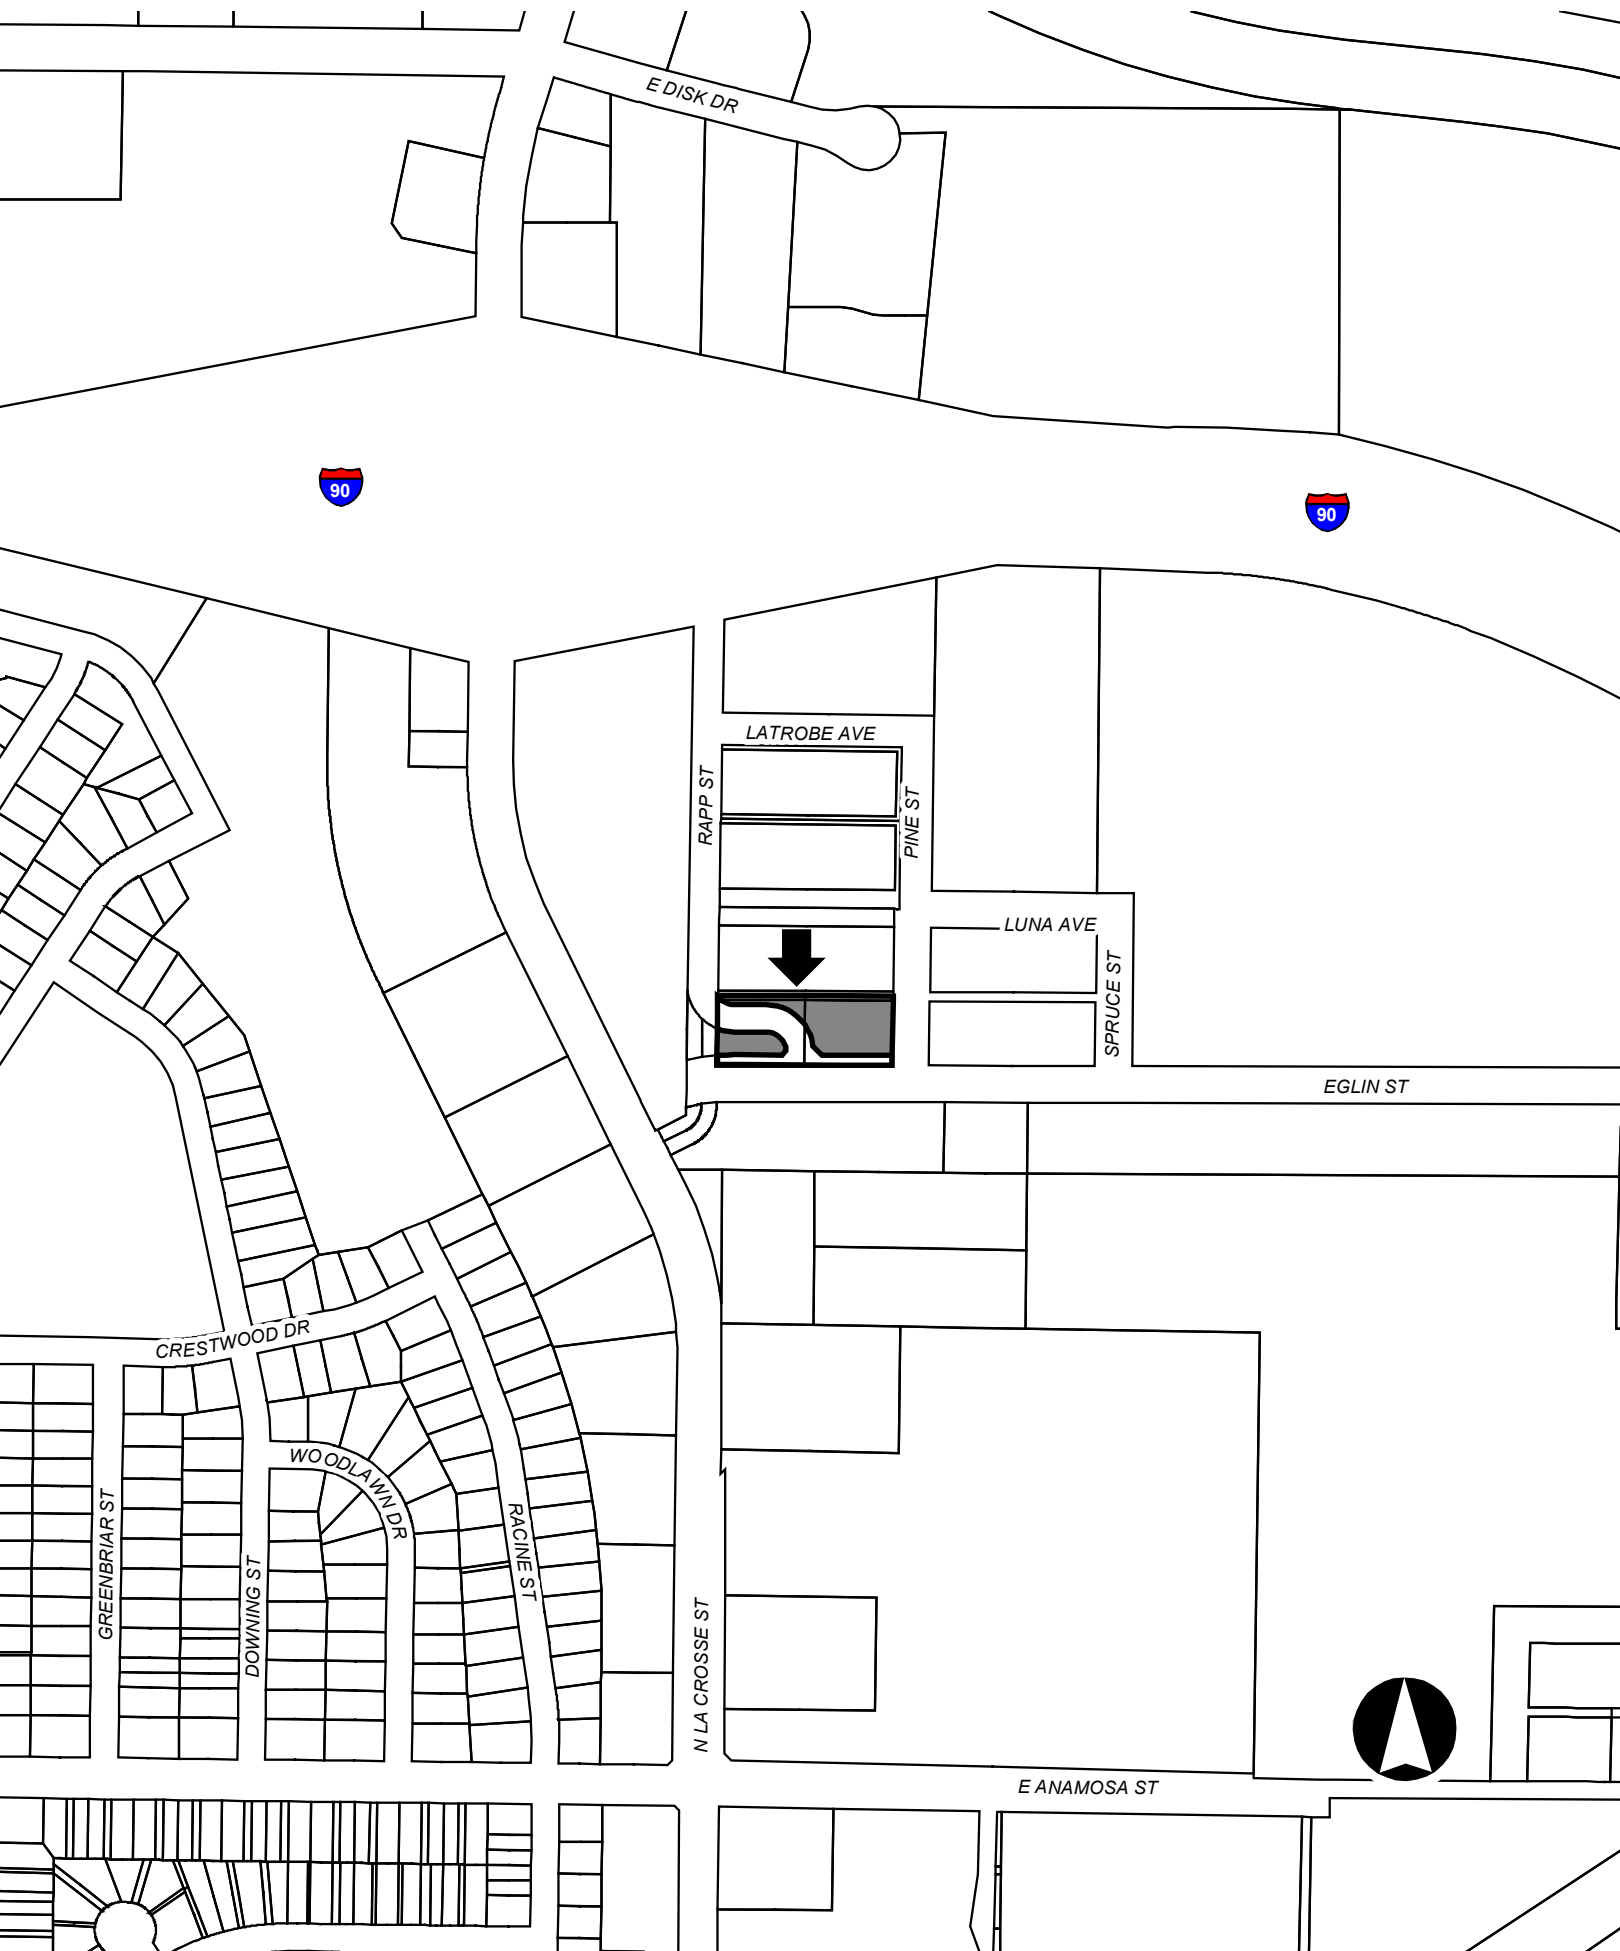 E DISK DR
90
90
LATROBE AVE
RAPP ST
PINE ST
LUNA AVE
SPRUCE ST
EGLIN ST
CRESTWOOD DR
WOODLAWN DR
GREENBRIAR ST
RACINE ST
DOWNING ST
N LA CROSSE ST
E ANAMOSA ST